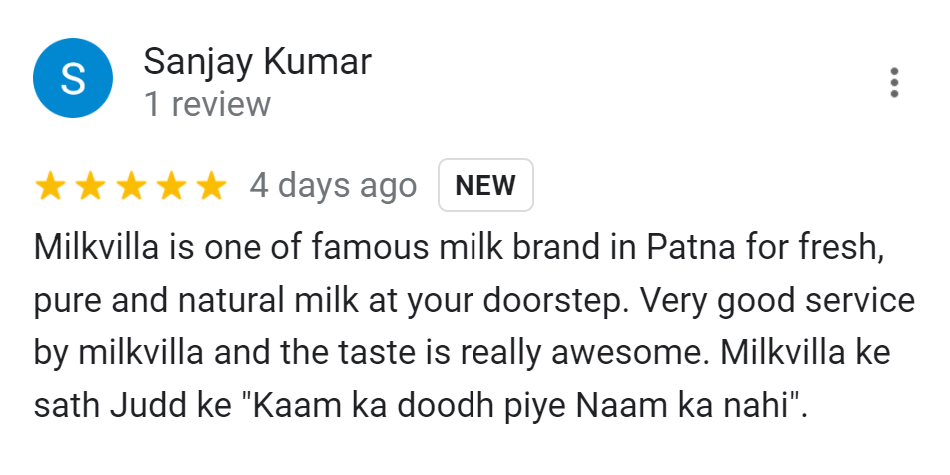 S
Sanjay Kumar
1 review
4 days ago NEW
Milkvilla is one of famous milk brand in Patna for fresh,
pure and natural milk at your doorstep. Very good service
by milkvilla and the taste is really awesome. Milkvilla ke
sath Judd ke "Kaam ka doodh piye Naam ka nahi".